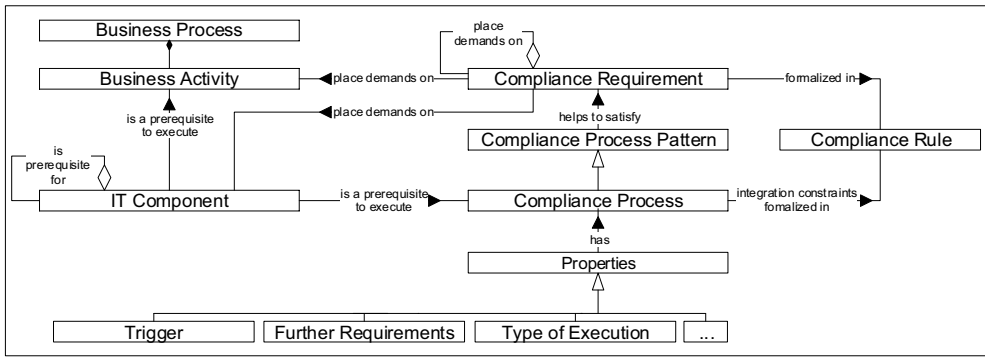 Business Process
place
demands on
Business Activity
place demands on
Compliance Requirement
fomalized in
is a prerequisite
to execute
place demands on
helps to satisfy
Compliance Process Pattern
Compliance Rule
is
prerequisite
for
IT Component
is a prerequisite
to execute
Compliance Process
integration constraints
fomalized in
has
Properties
Trigger
Further Requirements
Type of Execution
...